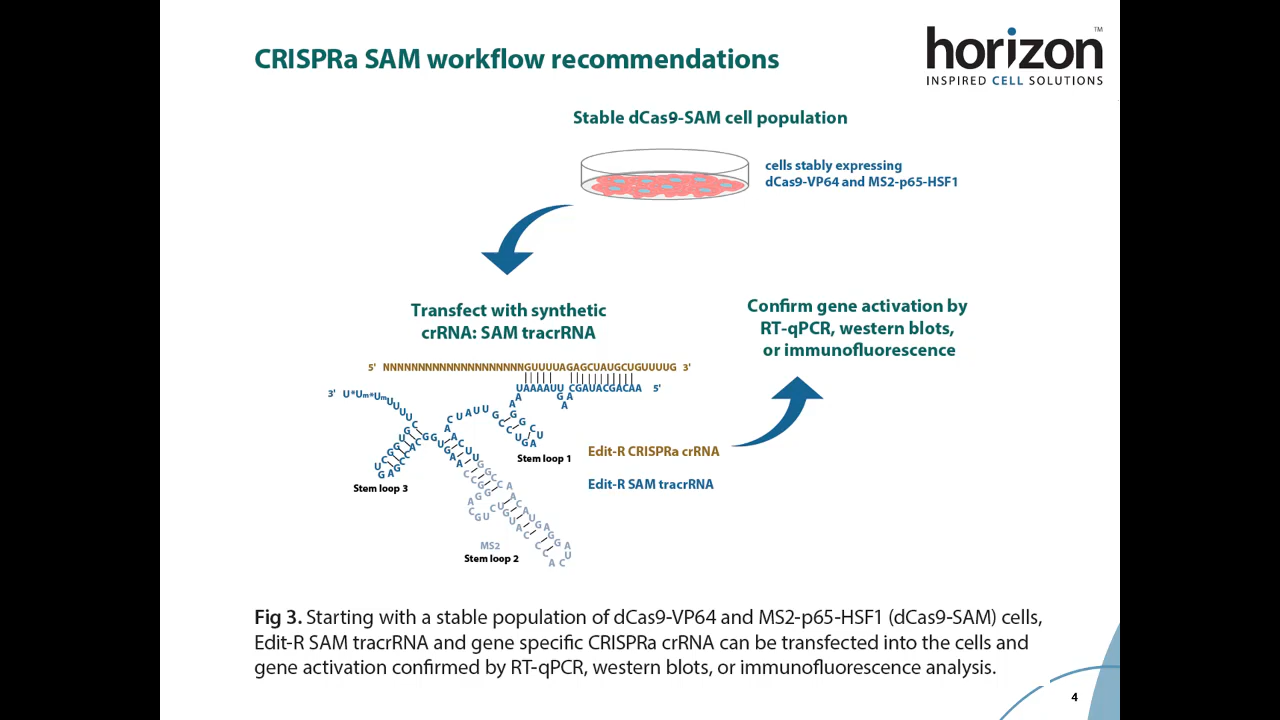 CRISPRa SAM workflow recommendations
horizon™
INSPIRED CELL SOLUTIONS
Stable dCas9-SAM cell population
cells stably expressing
dCas9-VP64 and MS2-p65-HSF1
Transfect with synthetic
crRNA: SAM tracrRNA
Confirm gene activation by
RT-qPCR, western blots,
or immunofluorescence
5' NNNNNNNNNNNNNNNNNNNNGUUUUAGAGCUAUGCUGUUUUG 3'
UAAAAUU CGAUACGACAA 5'
3' U*Um*Um
Stem loop 1
Edit-R CRISPRa crRNA
Edit-R SAM tracrRNA
Stem loop 3
MS2
Stem loop 2
Fig 3. Starting with a stable population of dCas9-VP64 and MS2-p65-HSF1 (dCas9-SAM) cells,
Edit-R SAM tracrRNA and gene specific CRISPRa crRNA can be transfected into the cells and
gene activation confirmed by RT-qPCR, western blots, or immunofluorescence analysis.
4